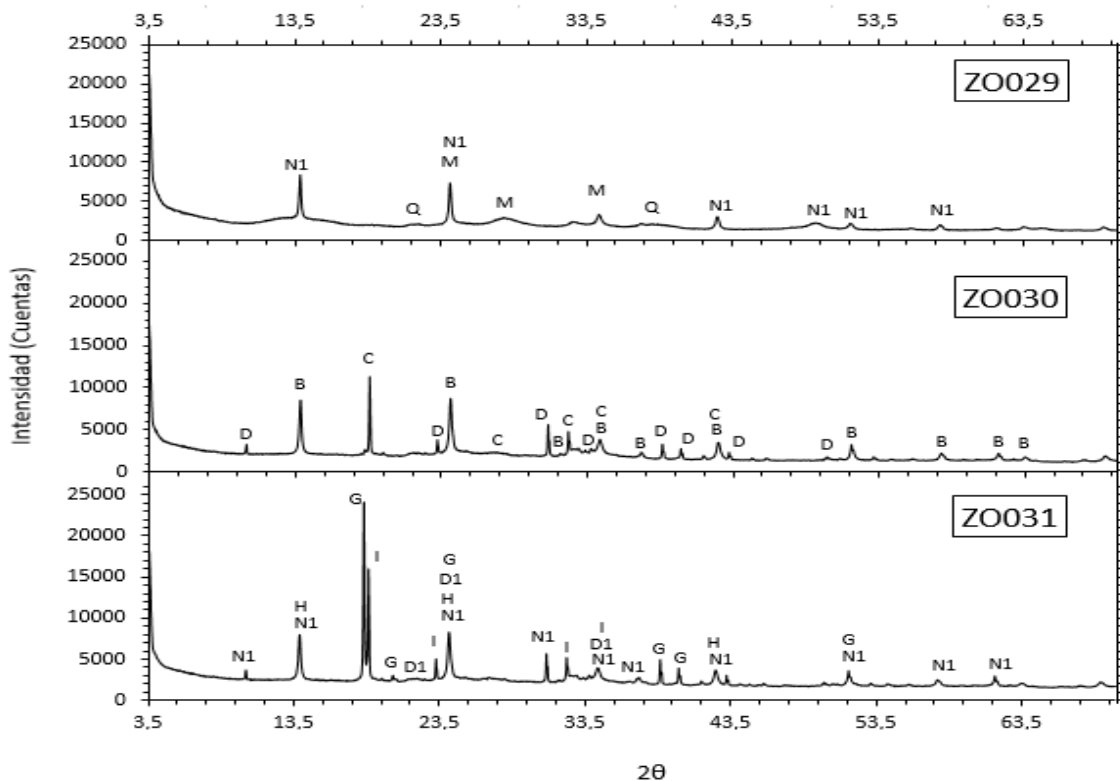 3,5 13,5 23,5 33,5 43,5 53,5 63,5
25000
20000
15000
10000
5000
0
ZO029
N1
N1
M
Q
M
M
Q
N1
N1
N1
N1
Intensidad (Cuentas)
25000
20000
15000
10000
5000
0
ZO030
D
B
C
D
B
C
D
B
C
D
C
B
B
D
D
C
B
D
D
B
B
B
B
25000
20000
15000
10000
5000
0
ZO031
N1
H
N1
G
I
G
D1
I
G
D1
H
N1
N1
I
I
D1
N1
N1
G
G
H
N1
G
N1
N1
N1
3,5 13,5 23,5 33,5 43,5 53,5 63,5
2θ